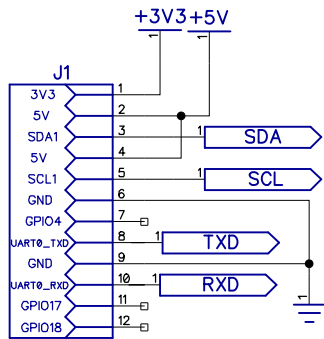 +3V3 +5V
1 1
J1
3V3 1
5V 2
SDA1 3 1 SDA
5V 4
SCL1 5 1 SCL
GND 6
GPIO4 7
UART0_TXD 8 1 TXD
GND 9
UART0_RXD 10 1 RXD
GPIO17 11 1
GPIO18 12